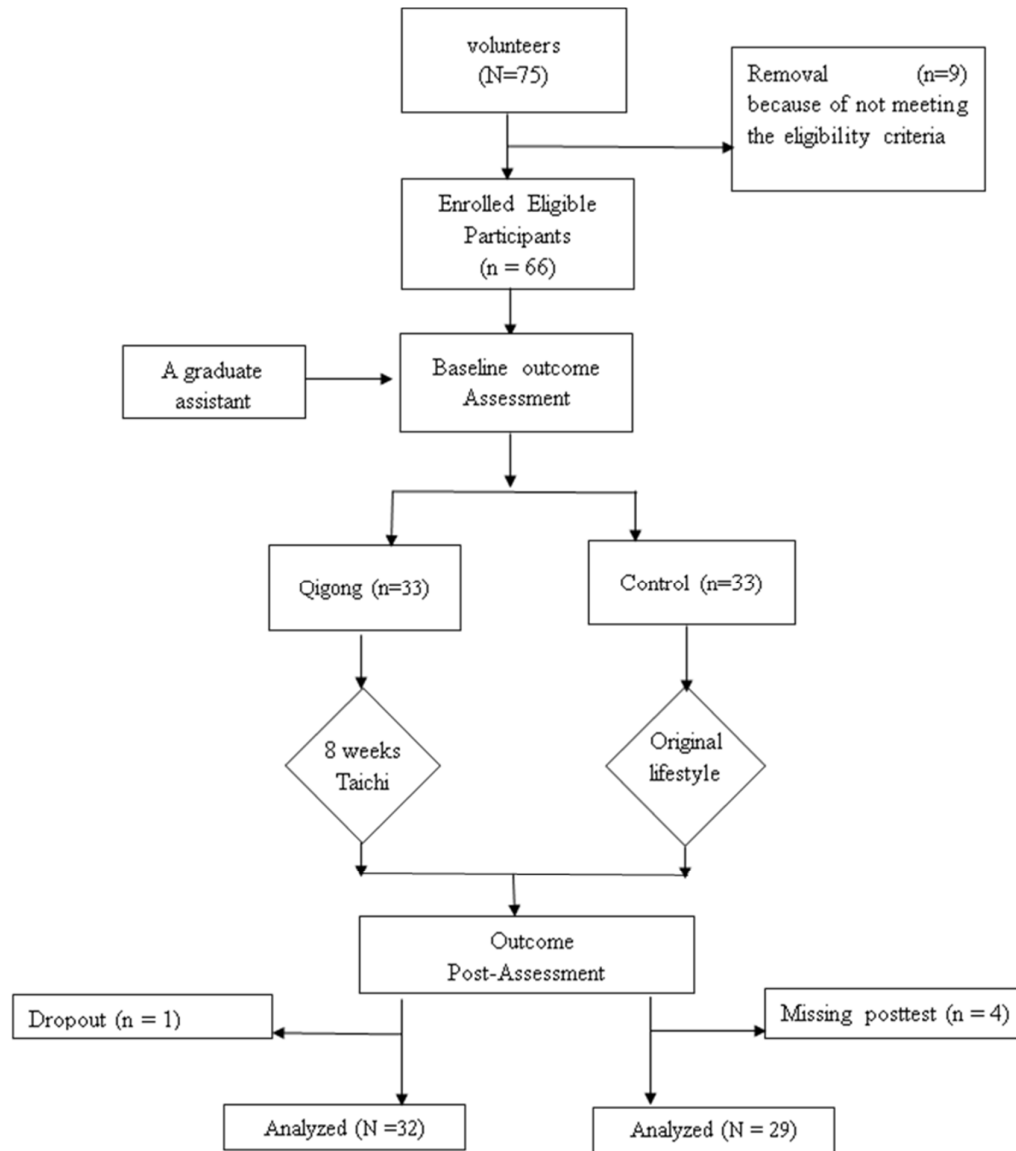 volunteers
(N=75)
Removal (n=9)
because of not meeting
the eligibility criteria
Enrolled Eligible
Participants
(n = 66)
A graduate
assistant
Baseline outcome
Assessment
Qigong (n=33)
Control (n=33)
8 weeks
Taichi
Original
lifestyle
Outcome
Post-Assessment
Dropout (n = 1)
Missing posttest (n = 4)
Analyzed (N =32)
Analyzed (N = 29)